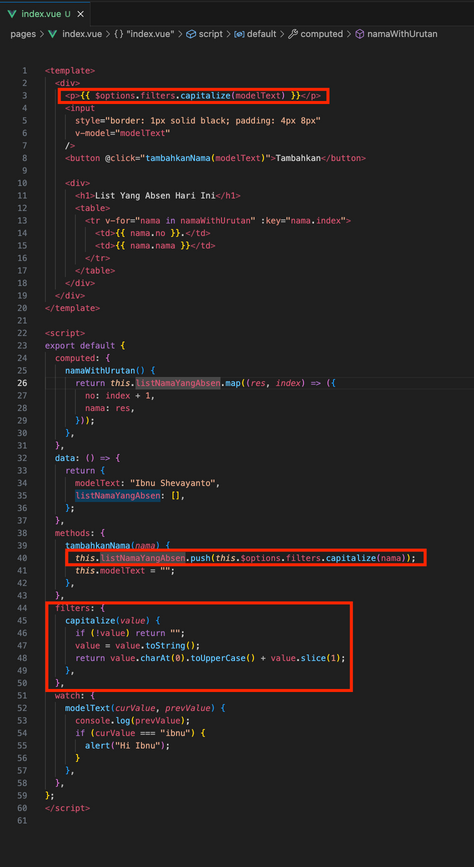 index.vue U ×
pages > index.vue > {} "index.vue" > script > default > computed > namaWithUrutan
1 <template>
2 <div>
3 <p>{{ $options.filters.capitalize(modelText) }}</p>
4 <input
5 style="border: 1px solid black; padding: 4px 8px"
6 v-model="modelText"
7 />
8 <button @click="tambahkanNama(modelText)">Tambahkan</button>
9
10 <div>
11 <h1>List Yang Absen Hari Ini</h1>
12 <table>
13 <tr v-for="nama in namaWithUrutan" :key="nama.index">
14 <td>{{ nama.no }}.</td>
15 <td>{{ nama.nama }}</td>
16 </tr>
17 </table>
18 </div>
19 </div>
20 </template>
21
22 <script>
23 export default {
24 computed: {
25 namaWithUrutan() {
26 return this.listNamaYangAbsen.map((res, index) => ({
27 no: index + 1,
28 nama: res,
29 }));
30 },
31 },
32 data: () => {
33 return {
34 modelText: "Ibnu Shevayanto",
35 listNamaYangAbsen: [],
36 };
37 },
38 methods: {
39 tambahkanNama(nama) {
40 this.listNamaYangAbsen.push(this.$options.filters.capitalize(nama));
41 this.modelText = "";
42 },
43 },
44 filters: {
45 capitalize(value) {
46 if (!value) return "";
47 value = value.toString();
48 return value.charAt(0).toUpperCase() + value.slice(1);
49 },
50 },
51 watch: {
52 modelText(curValue, prevValue) {
53 console.log(prevValue);
54 if (curValue === "ibnu") {
55 alert("Hi Ibnu");
56 }
57 },
58 },
59 };
60 </script>
61